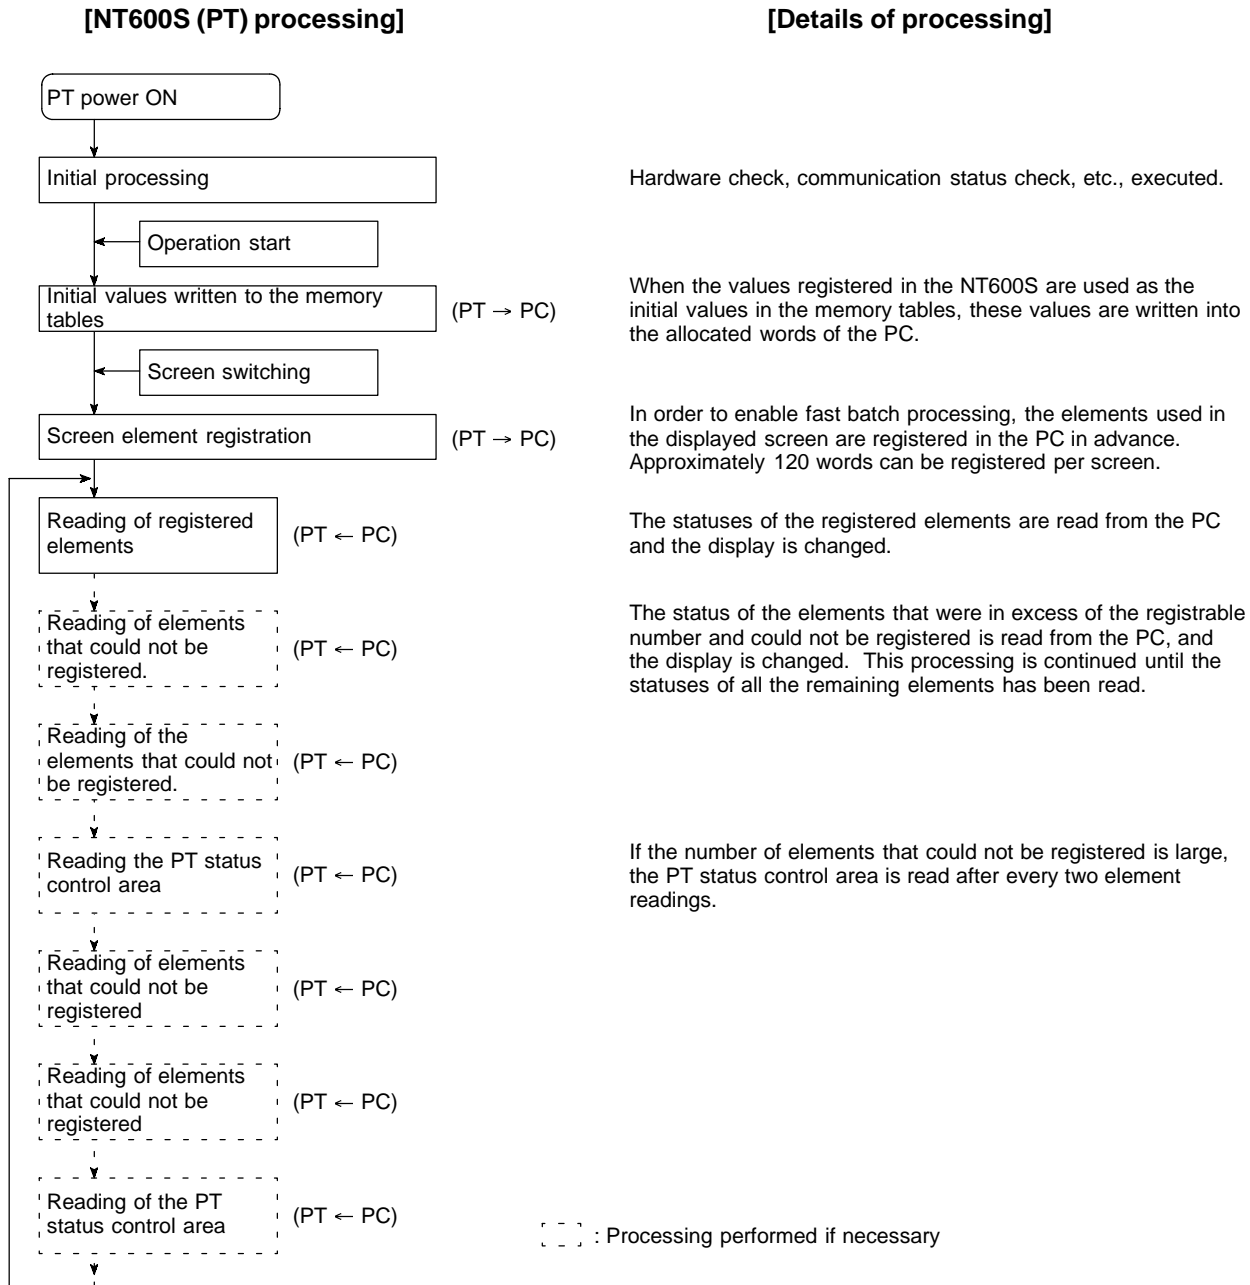 [NT600S (PT) processing]
[Details of processing]
PT power ON
Initial processing
Hardware check, communication status check, etc., executed.
Operation start
Initial values written to the memory
tables
(PT → PC)
When the values registered in the NT600S are used as the
initial values in the memory tables, these values are written into
the allocated words of the PC.
Screen switching
Screen element registration
(PT → PC)
In order to enable fast batch processing, the elements used in
the displayed screen are registered in the PC in advance.
Approximately 120 words can be registered per screen.
Reading of registered
elements
(PT ← PC)
The statuses of the registered elements are read from the PC
and the display is changed.
Reading of elements
that could not be
registered.
(PT ← PC)
The status of the elements that were in excess of the registrable
number and could not be registered is read from the PC, and
the display is changed. This processing is continued until the
statuses of all the remaining elements has been read.
Reading of the
elements that could not
be registered.
(PT ← PC)
Reading the PT status
control area
(PT ← PC)
If the number of elements that could not be registered is large,
the PT status control area is read after every two element
readings.
Reading of elements
that could not be
registered
(PT ← PC)
Reading of elements
that could not be
registered
(PT ← PC)
Reading of the PT
status control area
(PT ← PC)
: Processing performed if necessary